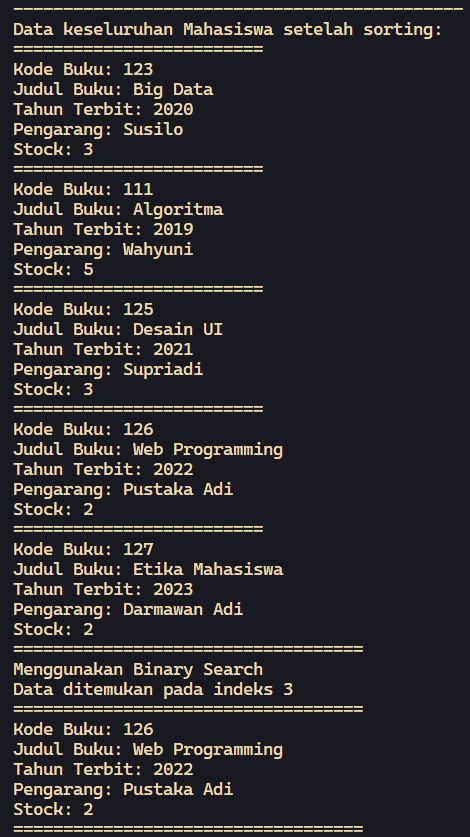 ---------------------------------------------
Data keseluruhan Mahasiswa setelah sorting:
=========================
Kode Buku: 123
Judul Buku: Big Data
Tahun Terbit: 2020
Pengarang: Susilo
Stock: 3
=========================
Kode Buku: 111
Judul Buku: Algoritma
Tahun Terbit: 2019
Pengarang: Wahyuni
Stock: 5
=========================
Kode Buku: 125
Judul Buku: Desain UI
Tahun Terbit: 2021
Pengarang: Supriadi
Stock: 3
=========================
Kode Buku: 126
Judul Buku: Web Programming
Tahun Terbit: 2022
Pengarang: Pustaka Adi
Stock: 2
=========================
Kode Buku: 127
Judul Buku: Etika Mahasiswa
Tahun Terbit: 2023
Pengarang: Darmawan Adi
Stock: 2
===================================
Menggunakan Binary Search
Data ditemukan pada indeks 3
===================================
Kode Buku: 126
Judul Buku: Web Programming
Tahun Terbit: 2022
Pengarang: Pustaka Adi
Stock: 2
===================================